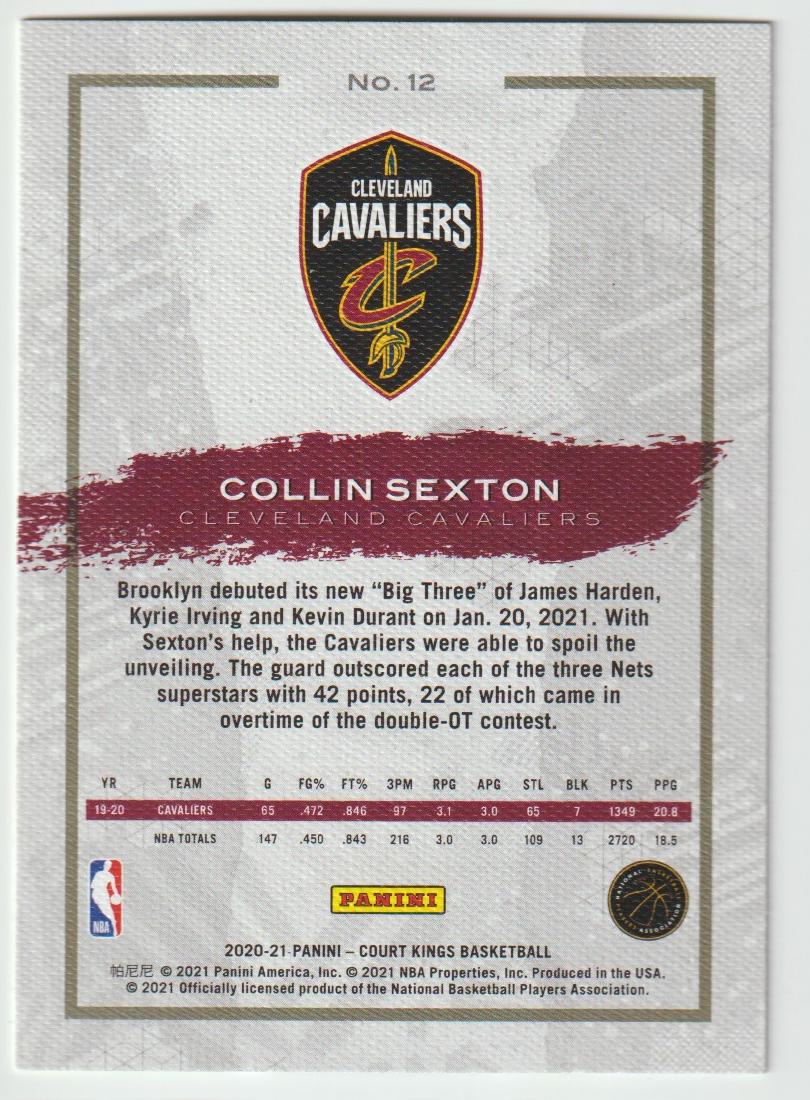 No. 12
CLEVELAND
CAVALIERS
C
COLLIN SEXTON
CLEVELAND CAVALIERS
Brooklyn debuted its new “Big Three” of James Harden,
Kyrie Irving and Kevin Durant on Jan. 20, 2021. With
Sexton’s help, the Cavaliers were able to spoil the
unveiling. The guard outscored each of the three Nets
superstars with 42 points, 22 of which came in
overtime of the double-OT contest.
YR TEAM G FG% FT% 3PM RPG APG STL BLK PTS PPG
19-20 CAVALIERS 65 .472 .846 97 3.1 3.0 65 7 1349 20.8
NBA TOTALS 147 .450 .843 216 3.0 3.0 109 13 2720 18.5
NBA
PANINI
NATIONAL BASKETBALL
PLAYERS ASSOCIATION
2020-21 PANINI – COURT KINGS BASKETBALL
帕尼尼 © 2021 Panini America, Inc. © 2021 NBA Properties, Inc. Produced in the USA.
© 2021 Officially licensed product of the National Basketball Players Association.